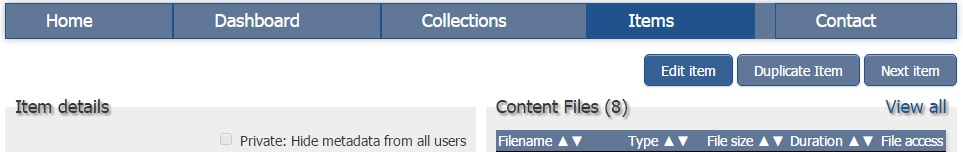 Home Dashboard Collections Items Contact
Edit item Duplicate Item Next item
Item details
Private: Hide metadata from all users
Content Files (8) View all
Filename ▲▼ Type ▲▼ File size ▲▼ Duration ▲▼ File access